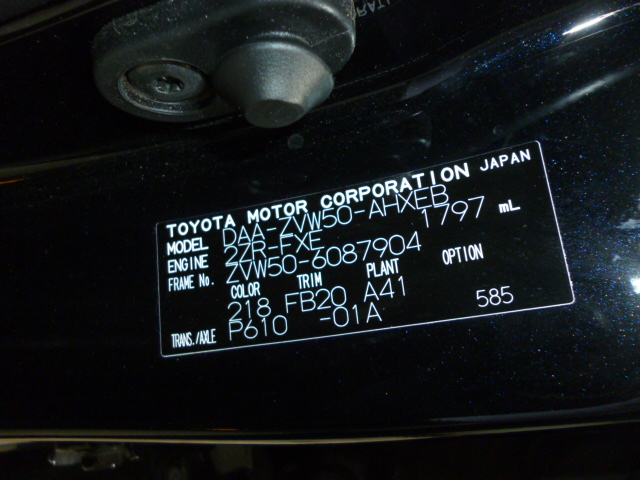 TOYOTA MOTOR CORPORATION JAPAN
MODEL DAA-ZVW50-AHXEB
ENGINE 2ZR-FXE 1797 mL
FRAME No. ZVW50-6087904
COLOR TRIM PLANT OPTION
218 FB20 A41
TRANS./AXLE P610 -01A 585